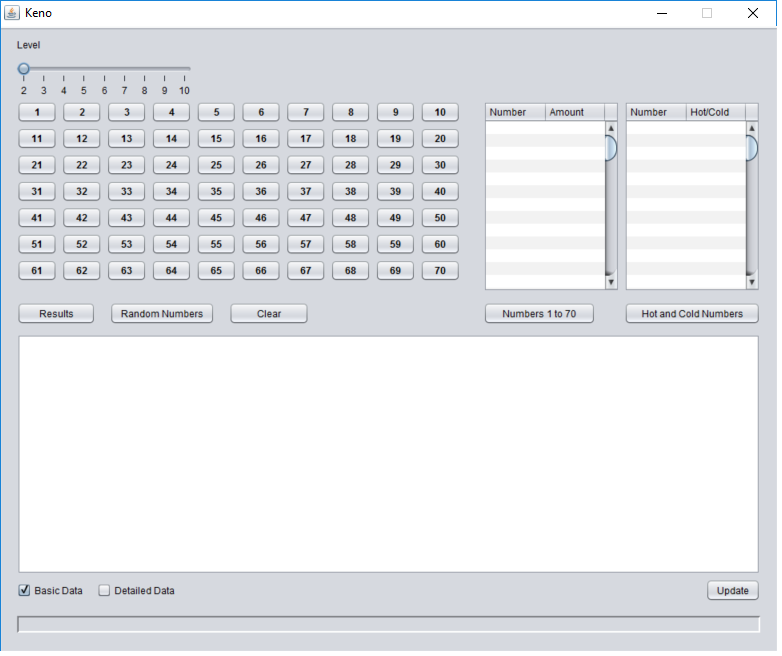 Keno
Level
2 3 4 5 6 7 8 9 10
1 2 3 4 5 6 7 8 9 10 Number Amount Number Hot/Cold
11 12 13 14 15 16 17 18 19 20
21 22 23 24 25 26 27 28 29 30
31 32 33 34 35 36 37 38 39 40
41 42 43 44 45 46 47 48 49 50
51 52 53 54 55 56 57 58 59 60
61 62 63 64 65 66 67 68 69 70
Results Random Numbers Clear Numbers 1 to 70 Hot and Cold Numbers
Basic Data Detailed Data Update